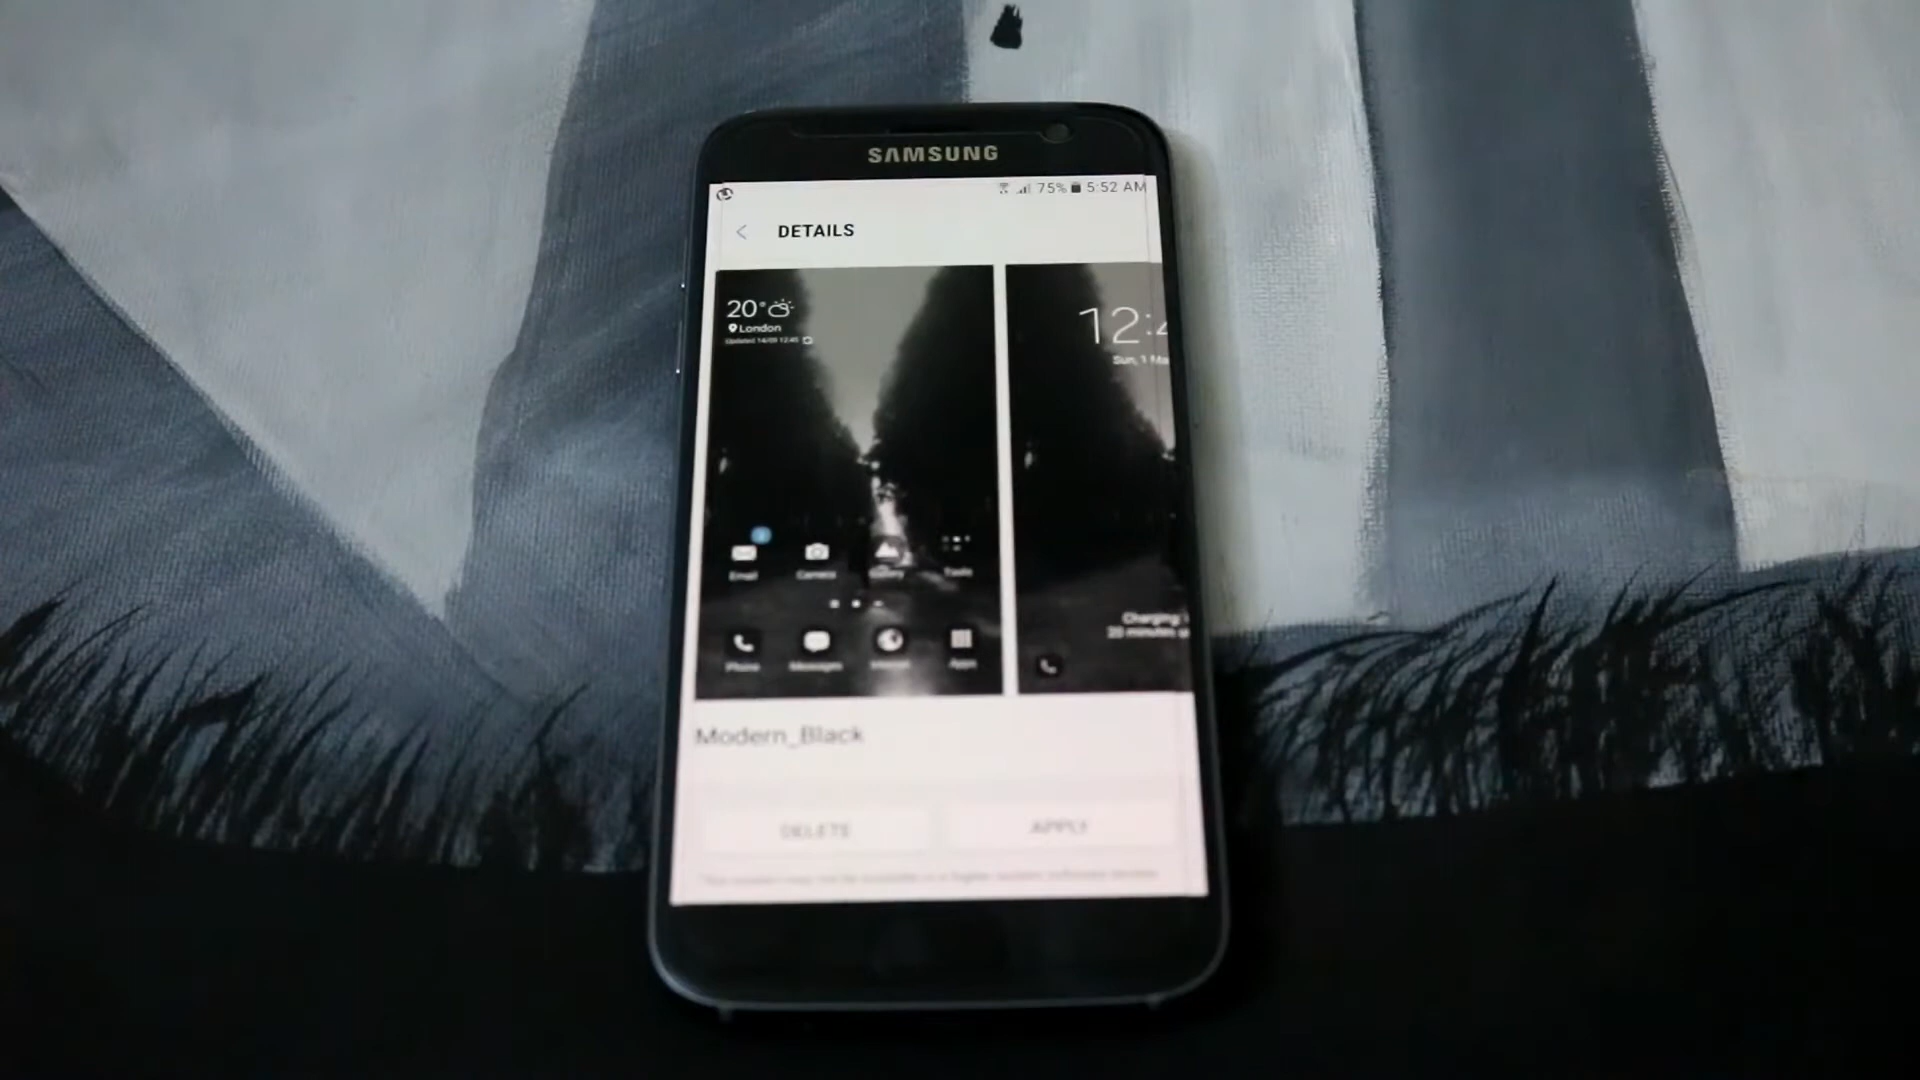 SAMSUNG
75% 5:52 AM
DETAILS
20°
London
Updated 14/09 12:45
12:4
Sun, 1 Ma
Email Camera Gallery Tools
Charging
20 minutes u
Phone Messages Internet Apps
Modern_Black
DELETE APPLY